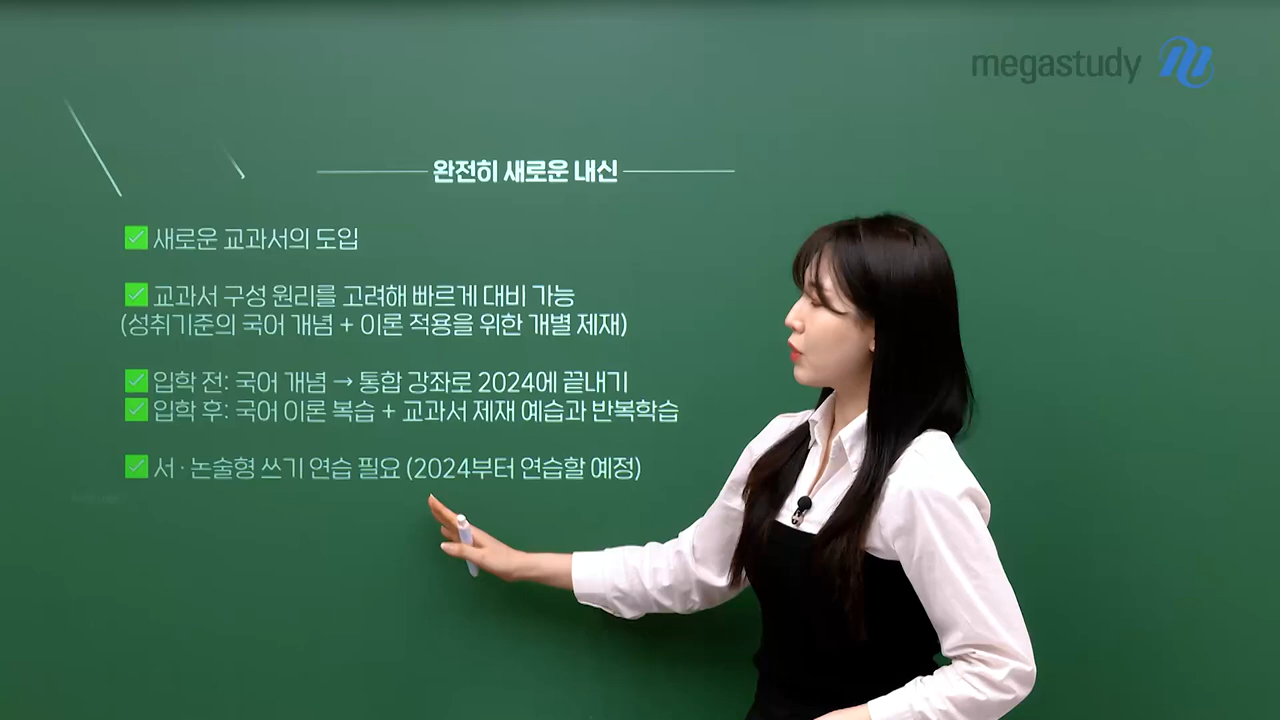 megastudy
완전히 새로운 내신
새로운 교과서의 도입
교과서 구성 원리를 고려해 빠르게 대비 가능
(성취기준의 국어 개념 + 이론 적용을 위한 개별 제재)
입학 전: 국어 개념 → 통합 강좌로 2024에 끝내기
입학 후: 국어 이론 복습 + 교과서 제재 예습과 반복학습
서·논술형 쓰기 연습 필요 (2024부터 연습할 예정)